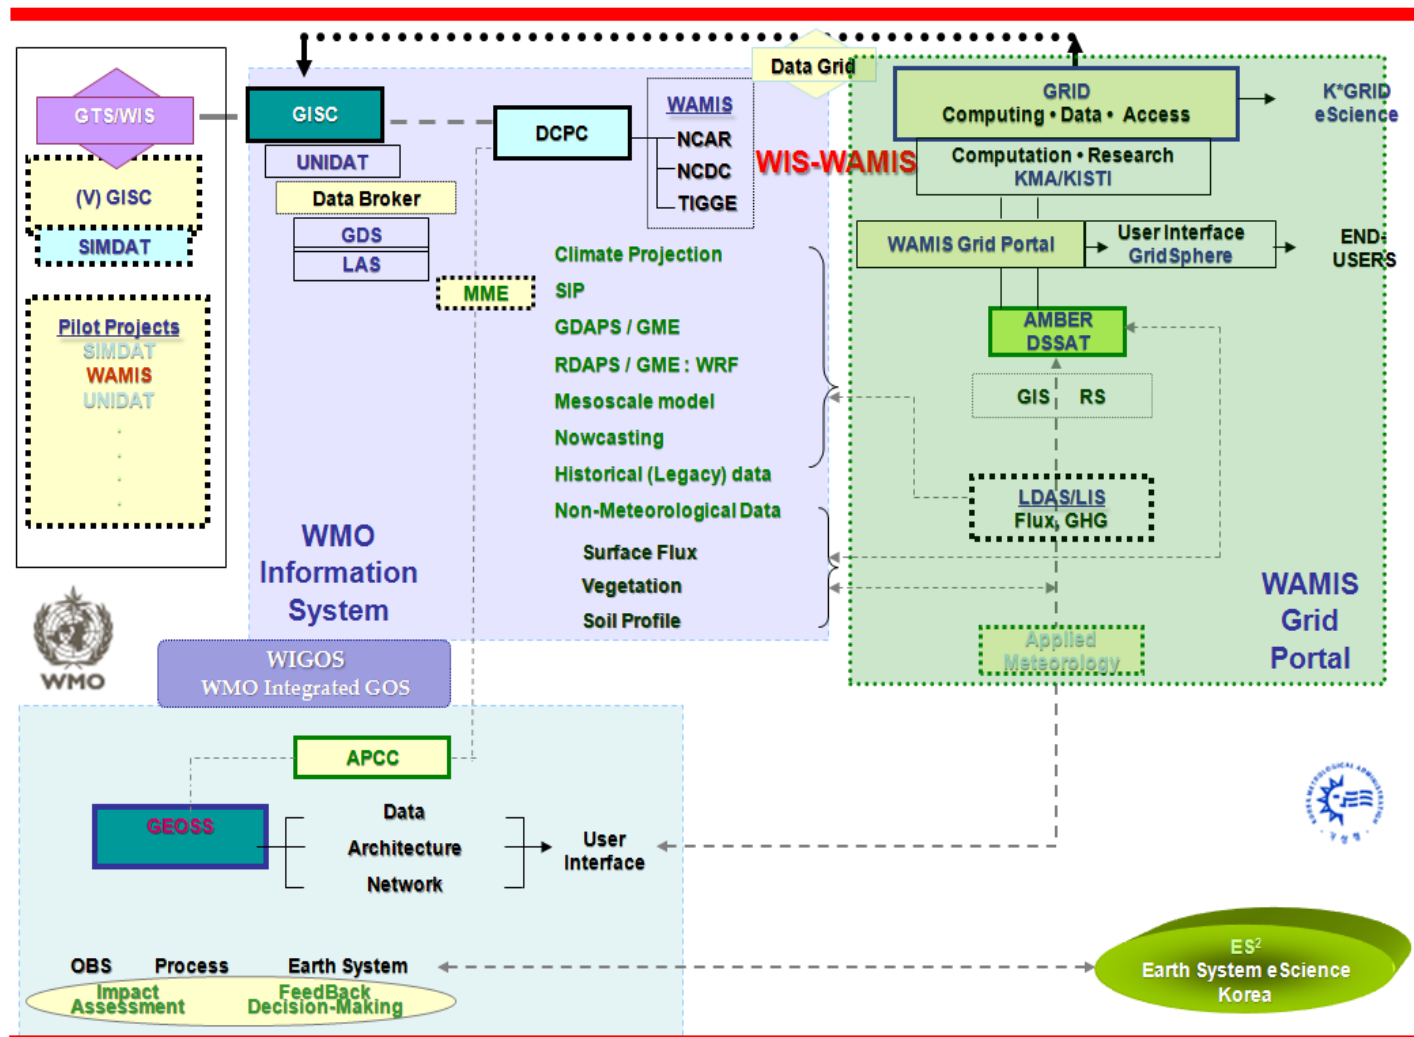 GTS/WIS
(V) GISC
SIMDAT
Pilot Projects
SIMDAT
WAMIS
UNIDAT
.
.
.
.
WMO
GISC
UNIDAT
Data Broker
GDS
LAS
DCPC
WAMIS
NCAR
NCDC
TIGGE
MME
Climate Projection
SIP
GDAPS / GME
RDAPS / GME : WRF
Mesoscale model
Nowcasting
Historical (Legacy) data
Non-Meteorological Data
Surface Flux
Vegetation
Soil Profile
WMO
Information
System
Data Grid
WIS-WAMIS
GRID
Computing • Data • Access
K*GRID
eScience
Computation • Research
KMA/KISTI
WAMIS Grid Portal
User Interface
GridSphere
END-
USERS
AMBER
DSSAT
GIS RS
LDAS/LIS
Flux, GHG
Applied
Meteorology
WAMIS
Grid
Portal
WIGOS
WMO Integrated GOS
APCC
GEOSS
Data
Architecture
Network
User
Interface
OBS Process Earth System
Impact FeedBack
Assessment Decision-Making
ES²
Earth System eScience
Korea